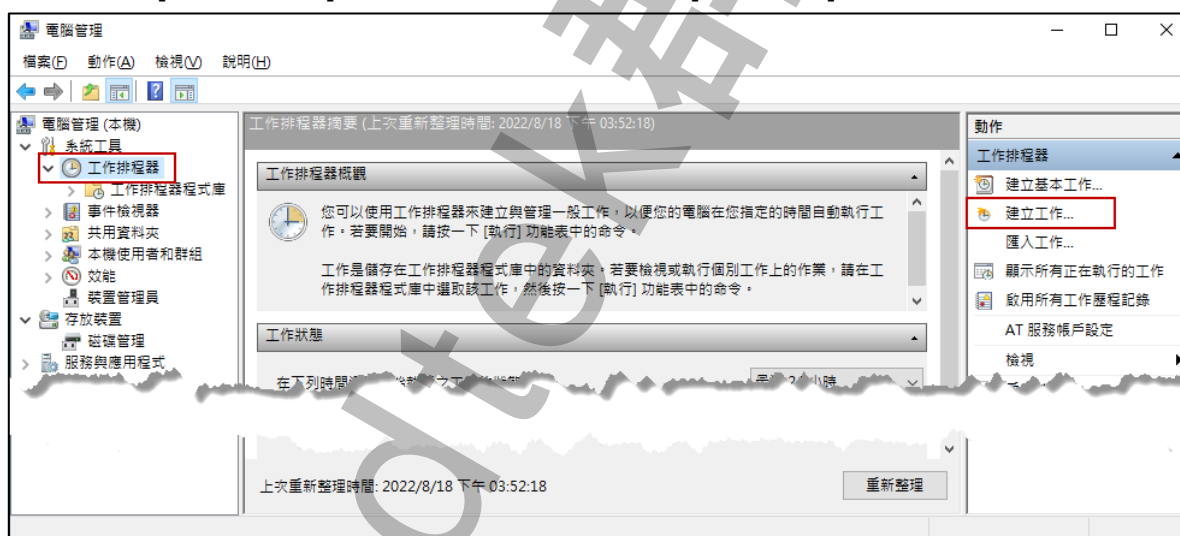 電腦管理
檔案(F) 動作(A) 檢視(V) 說明(H)
電腦管理 (本機)
系統工具
工作排程器
工作排程器程式庫
事件檢視器
共用資料夾
本機使用者和群組
效能
裝置管理員
存放裝置
磁碟管理
服務與應用程式
工作排程器摘要 (上次重新整理時間: 2022/8/18 下午 03:52:18)
工作排程器概觀
您可以使用工作排程器來建立與管理一般工作，以便您的電腦在您指定的時間自動執行工
作。若要開始，請按一下 [執行] 功能表中的命令。
工作是儲存在工作排程器程式庫中的資料夾。若要檢視或執行個別工作上的作業，請在工
作排程器程式庫中選取該工作，然後按一下 [執行] 功能表中的命令。
工作狀態
在下列時間
小時
上次重新整理時間: 2022/8/18 下午 03:52:18
重新整理
動作
工作排程器
建立基本工作...
建立工作...
匯入工作...
顯示所有正在執行的工作
啟用所有工作歷程記錄
AT 服務帳戶設定
檢視
dtek